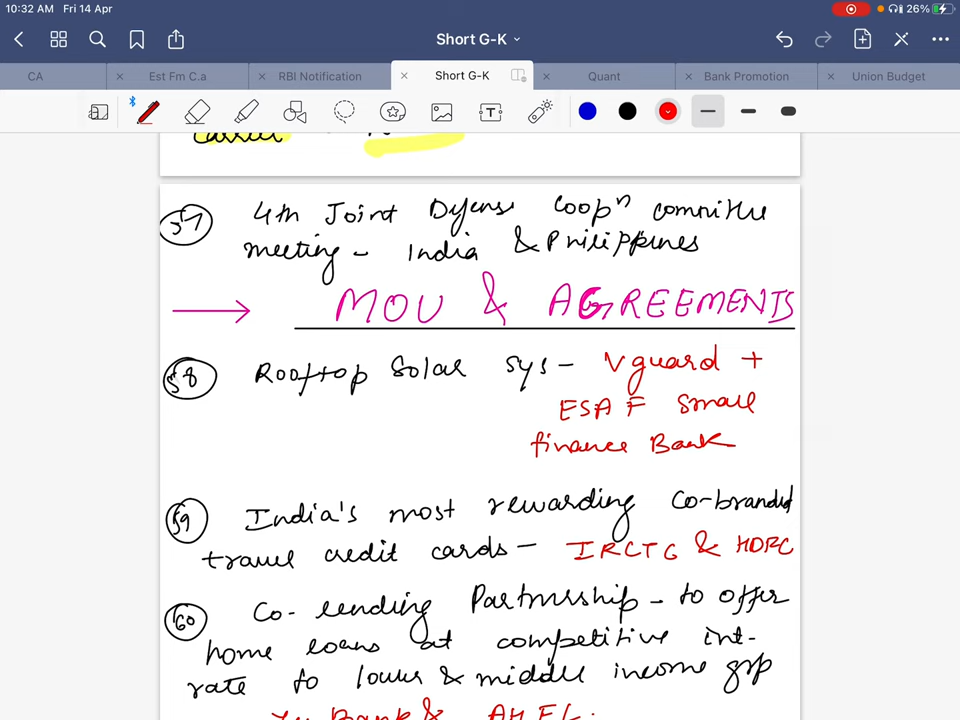 10:32 AM Fri 14 Apr 26%
Short G-K
CA Est Fm C.a RBI Notification Short G-K Quant Bank Promotion Union Budget
57 4th Joint Defense Coopⁿ committee
meeting - India & Philippines
→ MOU & AGREEMENTS
58 Rooftop Solar sys - Vguard +
ESAF Small
finance Bank
59 India's most rewarding Co-branded
travel credit cards - IRCTC & HDFC
60 Co-lending Partnership - to offer
home loans at competitive int-
rate to lower & middle income grp
Bank &